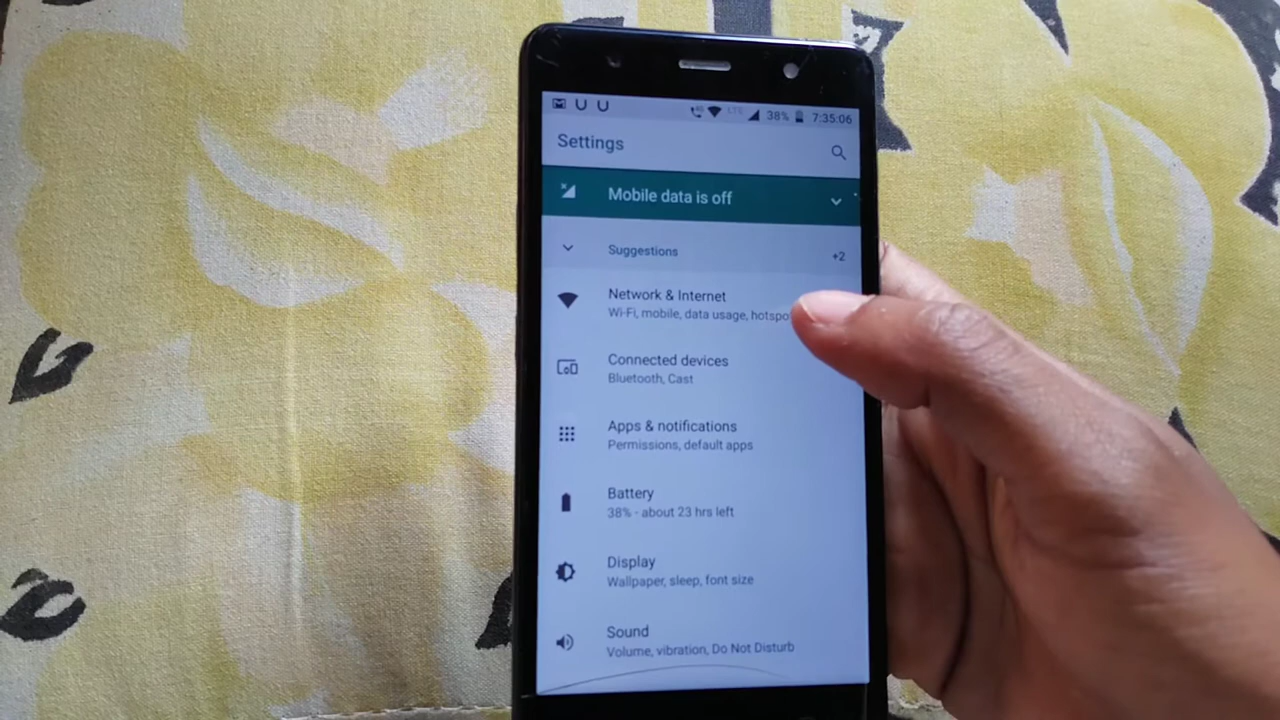 LTE 38% 7:35:06
Settings
Mobile data is off
Suggestions +2
Network & Internet
Wi-Fi, mobile, data usage, hotspo
Connected devices
Bluetooth, Cast
Apps & notifications
Permissions, default apps
Battery
38% - about 23 hrs left
Display
Wallpaper, sleep, font size
Sound
Volume, vibration, Do Not Disturb